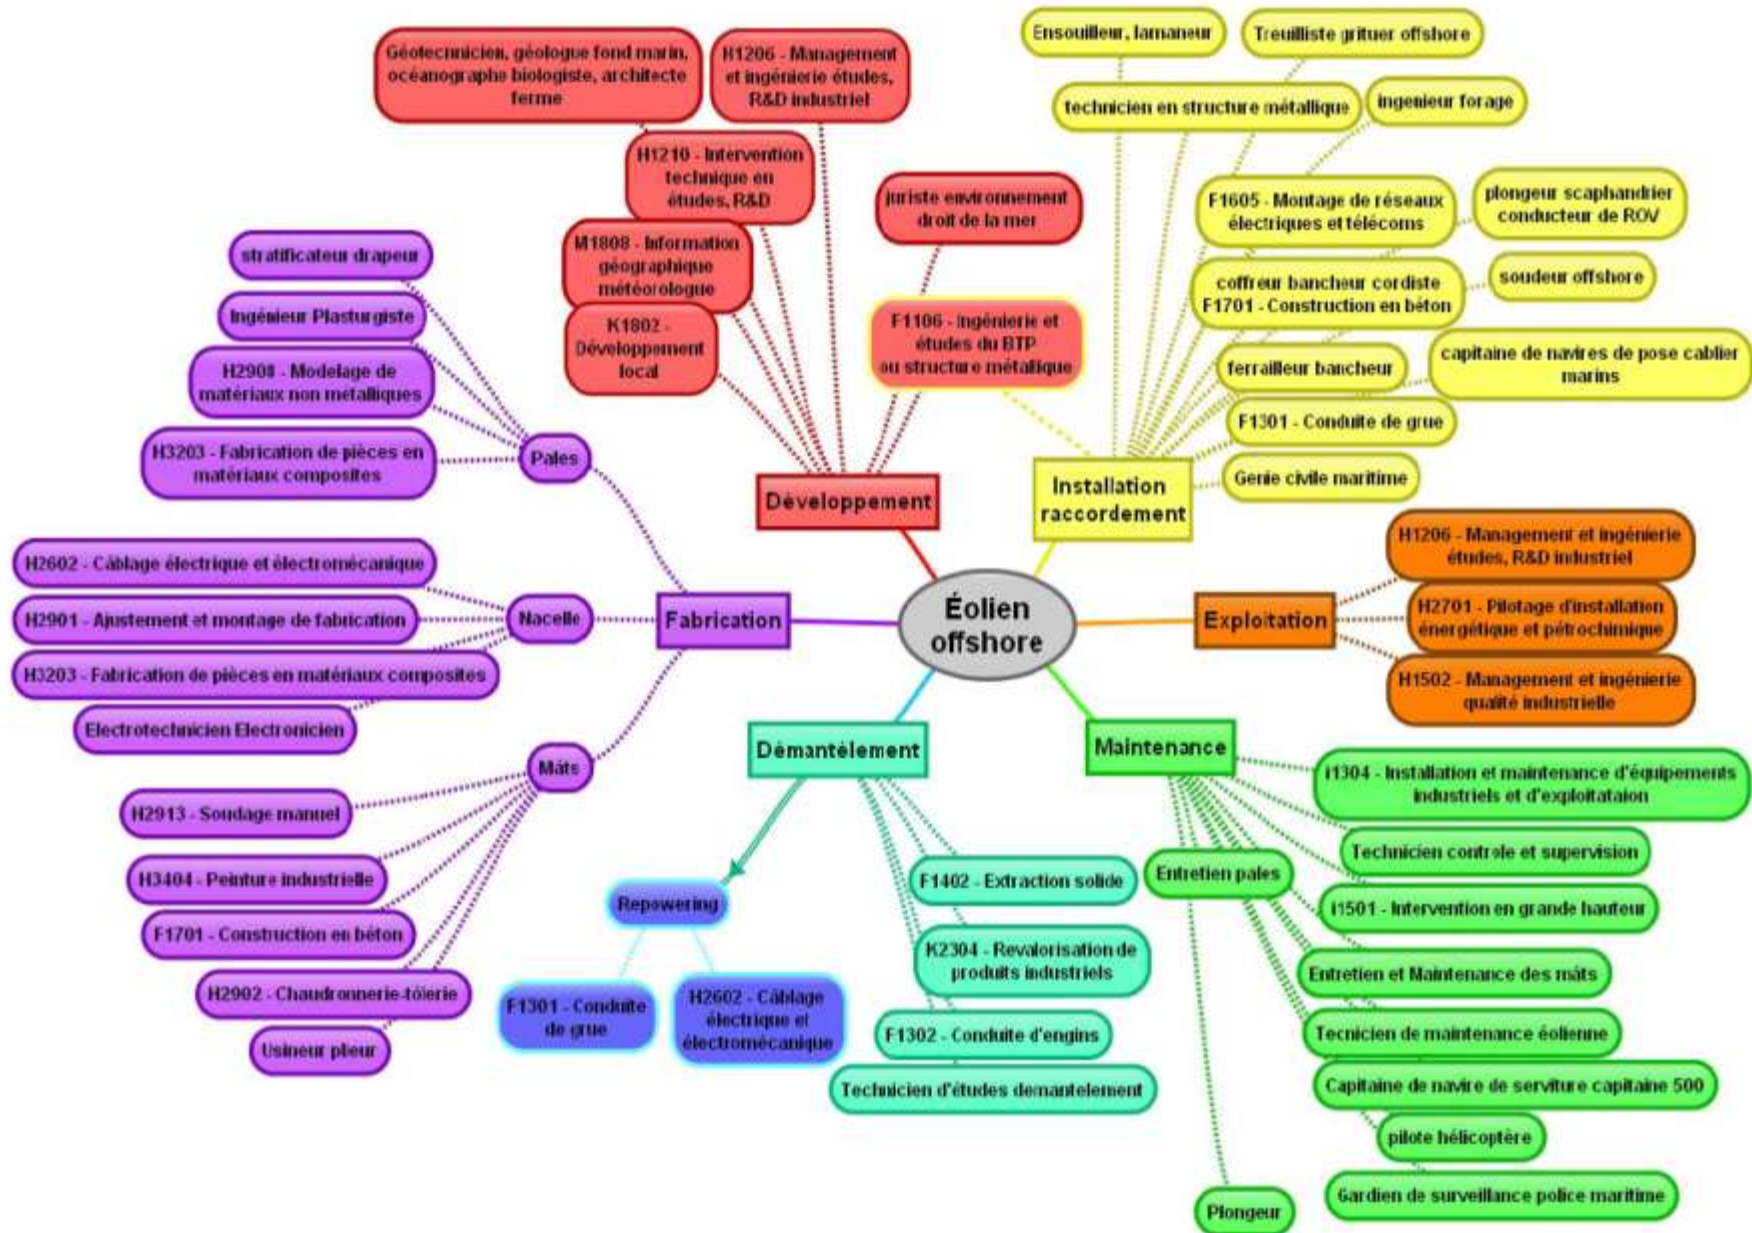 Géotecnnicien, géologue fond marin,
océanographe biologiste, architecte
ferme
H1206 - Management
et ingénierie études,
R&D industriel
H1210 - Intervention
technique en
études, R&D
M1808 - Information
géographique
météorologue
K1802 -
Développement
local
juriste environnement
droit de la mer
F1106 - Ingénierie et
études du BTP
ou structure métallique
Développement
Ensouilleur, lamaneur
Treuilliste grituer offshore
technicien en structure métallique
ingenieur forage
F1605 - Montage de réseaux
électriques et télécoms
plongeur scaphandrier
conducteur de ROV
coffreur bancheur cordiste
F1701 - Construction en béton
soudeur offshore
ferrailleur bancheur
capitaine de navires de pose cablier
marins
F1301 - Conduite de grue
Genie civile maritime
Installation
raccordement
stratificateur drapeur
Ingénieur Plasturgiste
H2908 - Modelage de
matériaux non métalliques
H3203 - Fabrication de pièces en
matériaux composites
Pales
H2602 - Câblage électrique et électromécanique
H2901 - Ajustement et montage de fabrication
H3203 - Fabrication de pièces en matériaux composites
Electrotechnicien Electronicien
Nacelle
Fabrication
Mâts
H2913 - Soudage manuel
H3404 - Peinture industrielle
F1701 - Construction en béton
H2902 - Chaudronnerie-tôlerie
Usineur plieur
Éolien
offshore
Exploitation
H1206 - Management et ingénierie
études, R&D industriel
H2701 - Pilotage d'installation
énergétique et pétrochimique
H1502 - Management et ingénierie
qualité industrielle
Démantèlement
Repowering
F1301 - Conduite
de grue
H2602 - Câblage
électrique et
électromécanique
F1402 - Extraction solide
K2304 - Revalorisation de
produits industriels
F1302 - Conduite d'engins
Technicien d'études demantelement
Maintenance
i1304 - Installation et maintenance d'équipements
industriels et d'exploitataion
Technicien controle et supervision
Entretien pales
i1501 - Intervention en grande hauteur
Entretien et Maintenance des mâts
Tecnicien de maintenance éolienne
Capitaine de navire de serviture capitaine 500
pilote hélicoptère
Gardien de surveillance police maritime
Plongeur